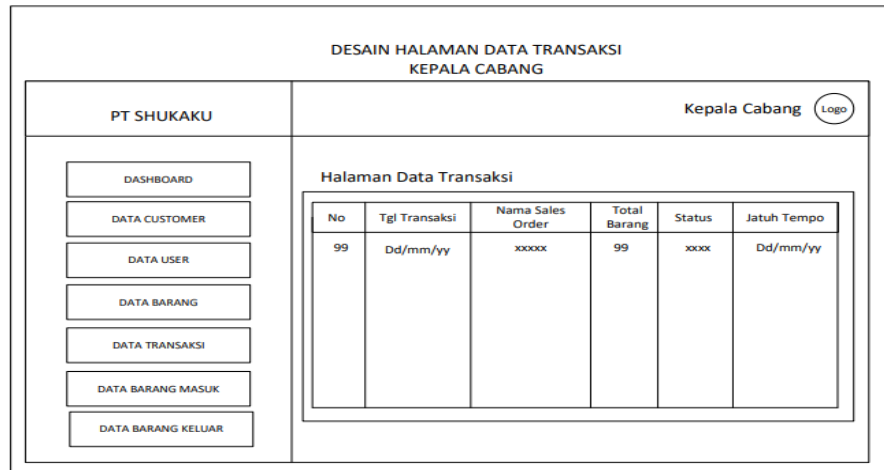 DESAIN HALAMAN DATA TRANSAKSI
KEPALA CABANG
PT SHUKAKU
Kepala Cabang
Logo
DASHBOARD
DATA CUSTOMER
DATA USER
DATA BARANG
DATA TRANSAKSI
DATA BARANG MASUK
DATA BARANG KELUAR
Halaman Data Transaksi
No
Tgl Transaksi
Nama Sales
Order
Total
Barang
Status
Jatuh Tempo
99
Dd/mm/yy
xxxxx
99
xxxx
Dd/mm/yy